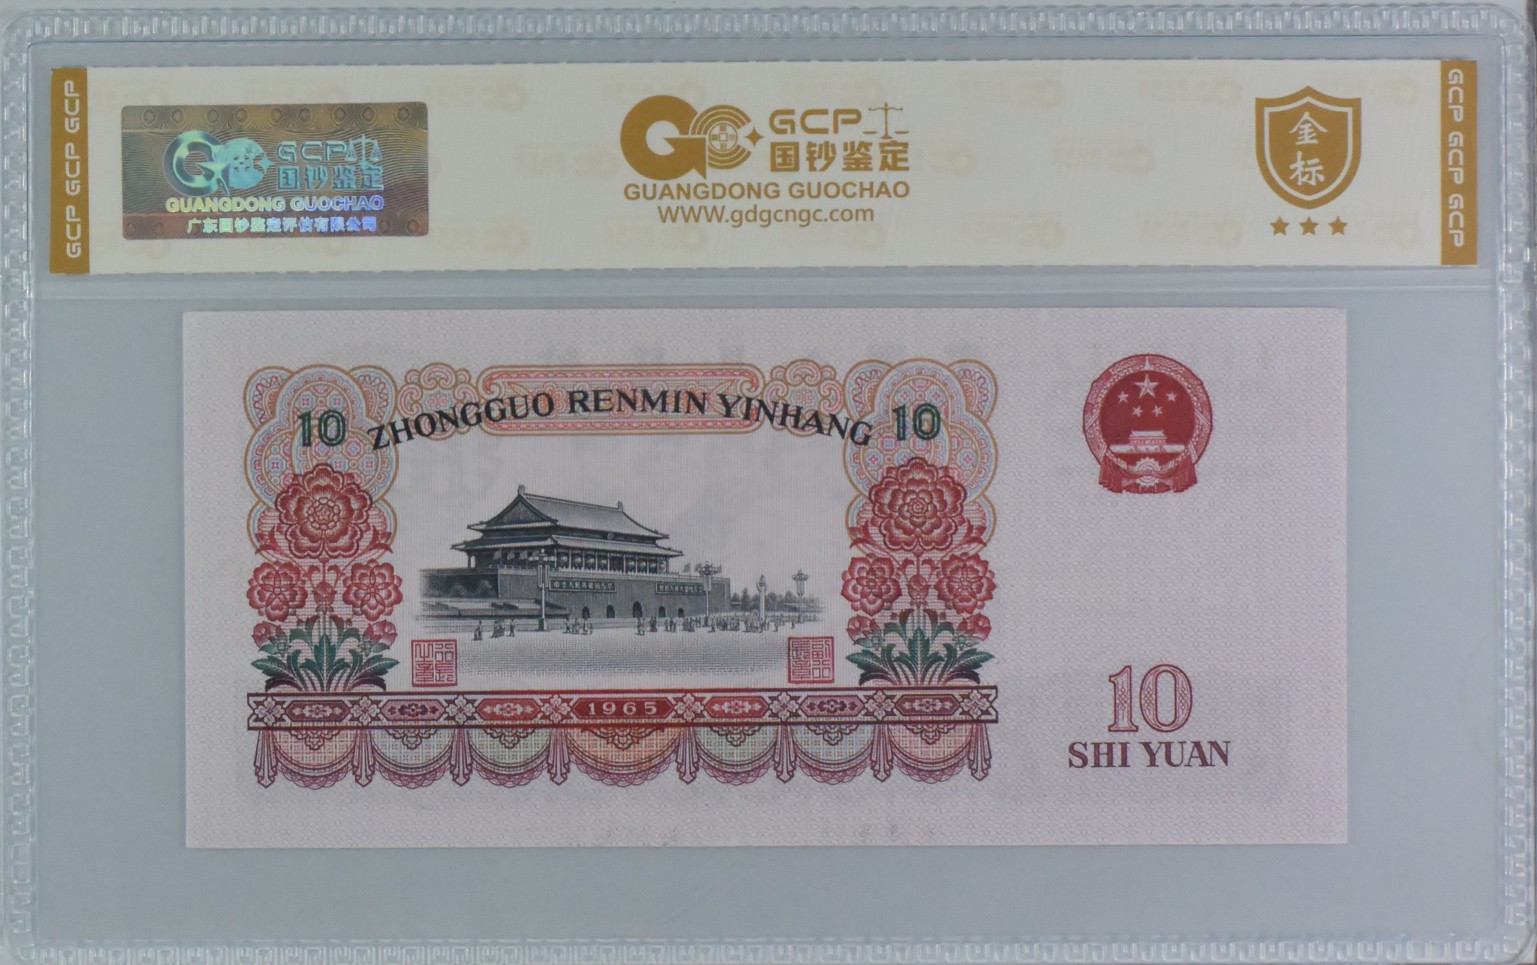 GCP GCP GCP
GCP 国钞鉴定
GUANGDONG GUOCHAO
广东国钞鉴定评估有限公司
GCP
国钞鉴定
GUANGDONG GUOCHAO
WWW.gdgcngc.com
金标
GCP GCP GCP
10 ZHONGGUO RENMIN YINHANG 10
1965
10
SHI YUAN